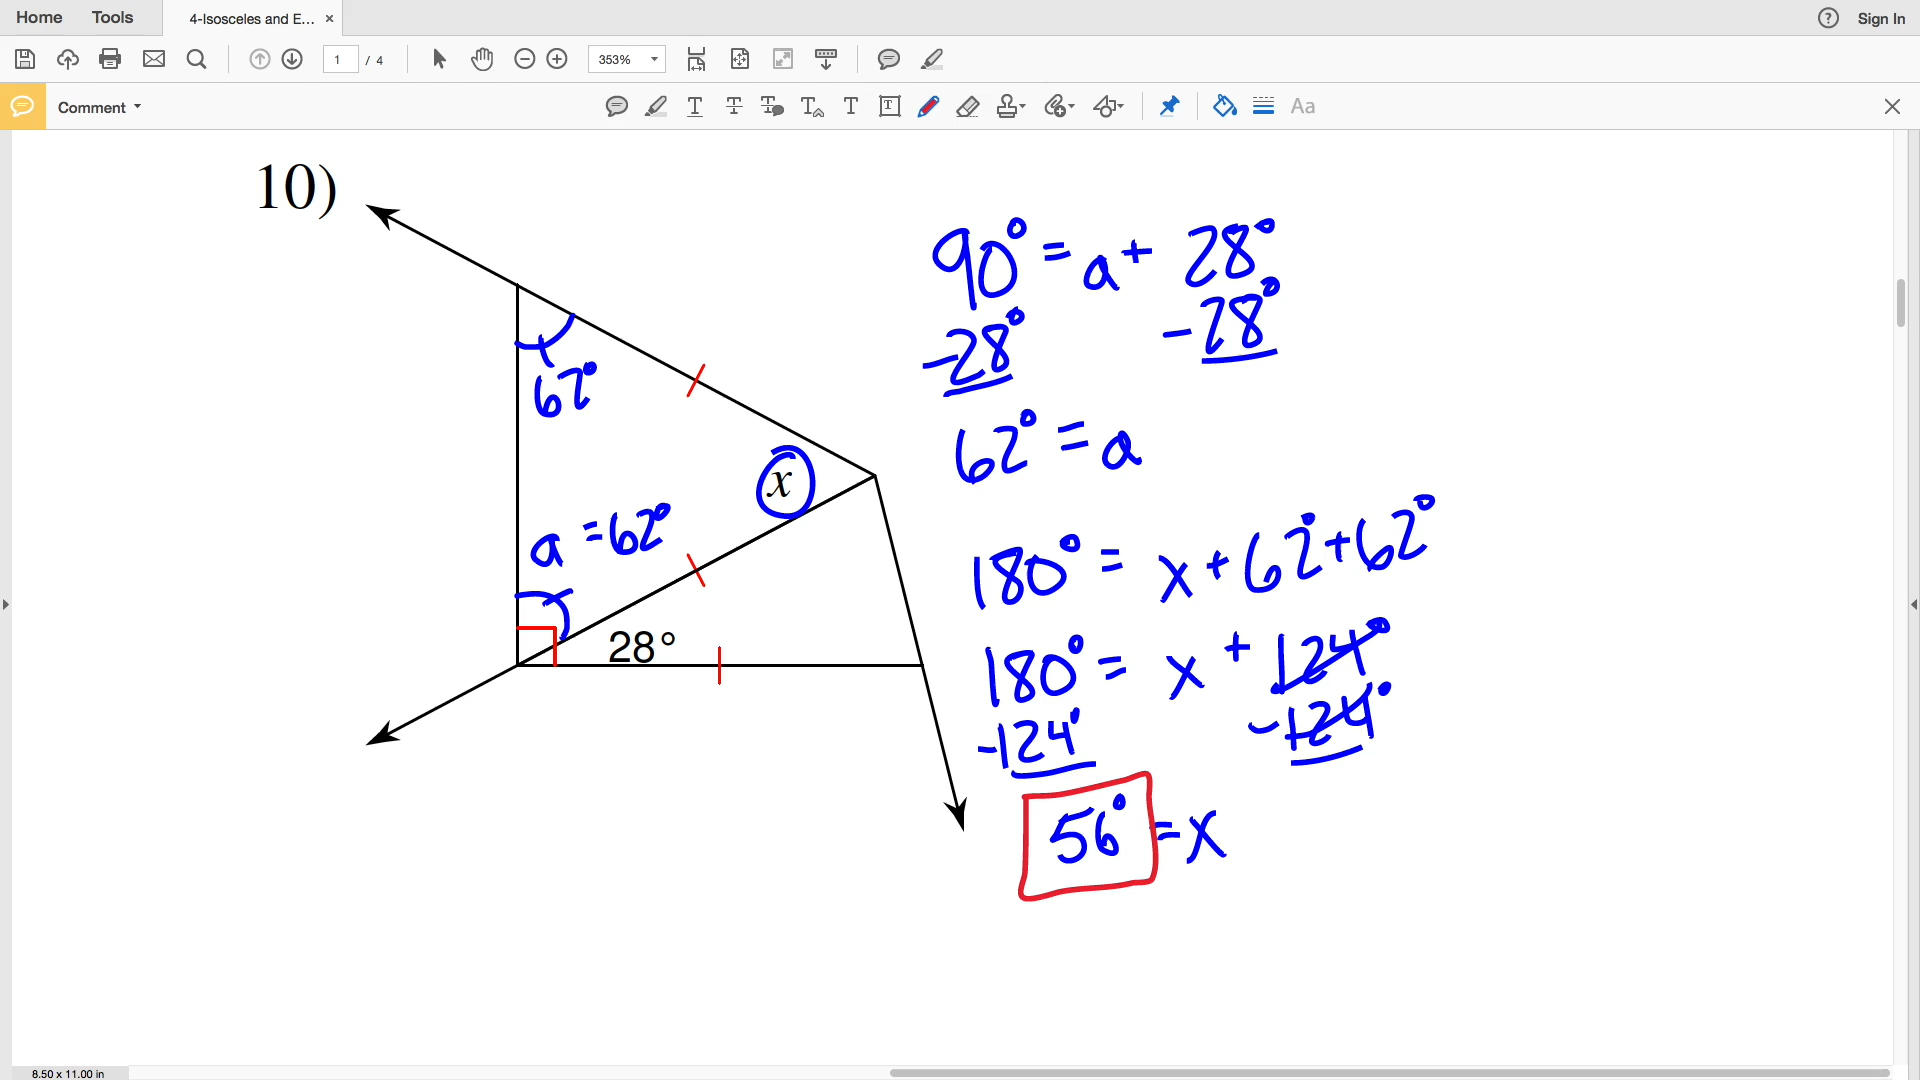 Home Tools 4-Isosceles and E... × ? Sign In
1 / 4 353%
Comment T T T T T T Aa
10)
90° = a + 28°
-28° -28°
62°
62° = a
x
a = 62°
180° = x + 62° + 62°
28°
180° = x + 124°
-124° -124°
56° = x
8.50 x 11.00 in